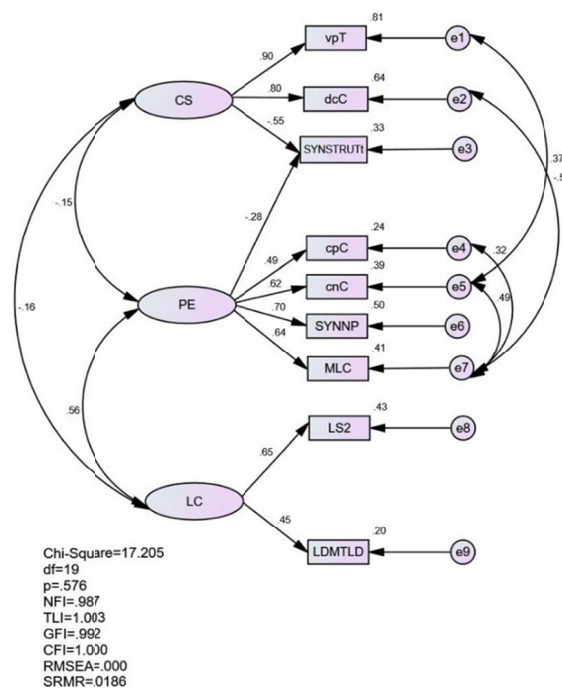 .81
vpT
e1
.90
.64
CS
.80
dcC
e2
-.55
.33
SYNSTRUTt
e3
.37
-.5
-.15
-.28
.24
cpC
e4
.49
.32
.39
.62
cnC
e5
-.16
PE
.70
.50
.49
SYNNP
e6
.64
.41
MLC
e7
.56
.43
LS2
e8
.65
LC
.45
.20
LDMTLD
e9
Chi-Square=17.205
df=19
p=.576
NFI=.987
TLI=1.003
GFI=.992
CFI=1.000
RMSEA=.000
SRMR=.0186